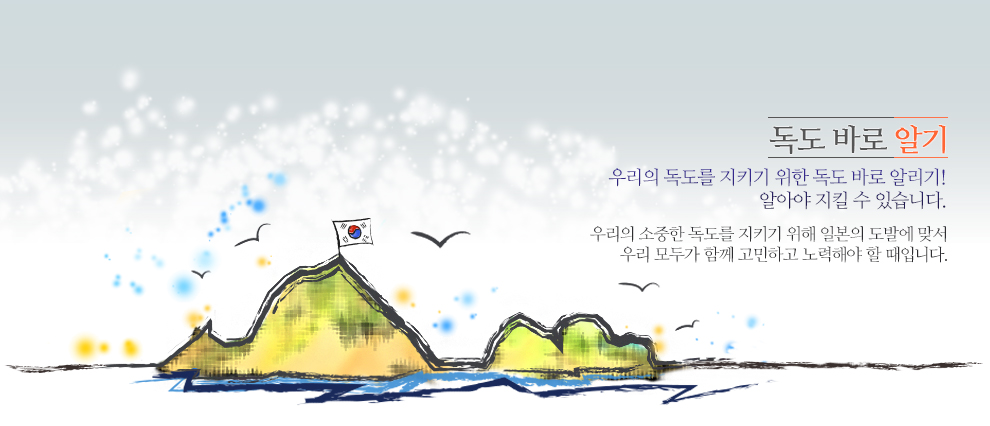 독도 바로 알기
우리의 독도를 지키기 위한 독도 바로 알리기!
알아야 지킬 수 있습니다.
우리의 소중한 독도를 지키기 위해 일본의 도발에 맞서
우리 모두가 함께 고민하고 노력해야 할 때입니다.